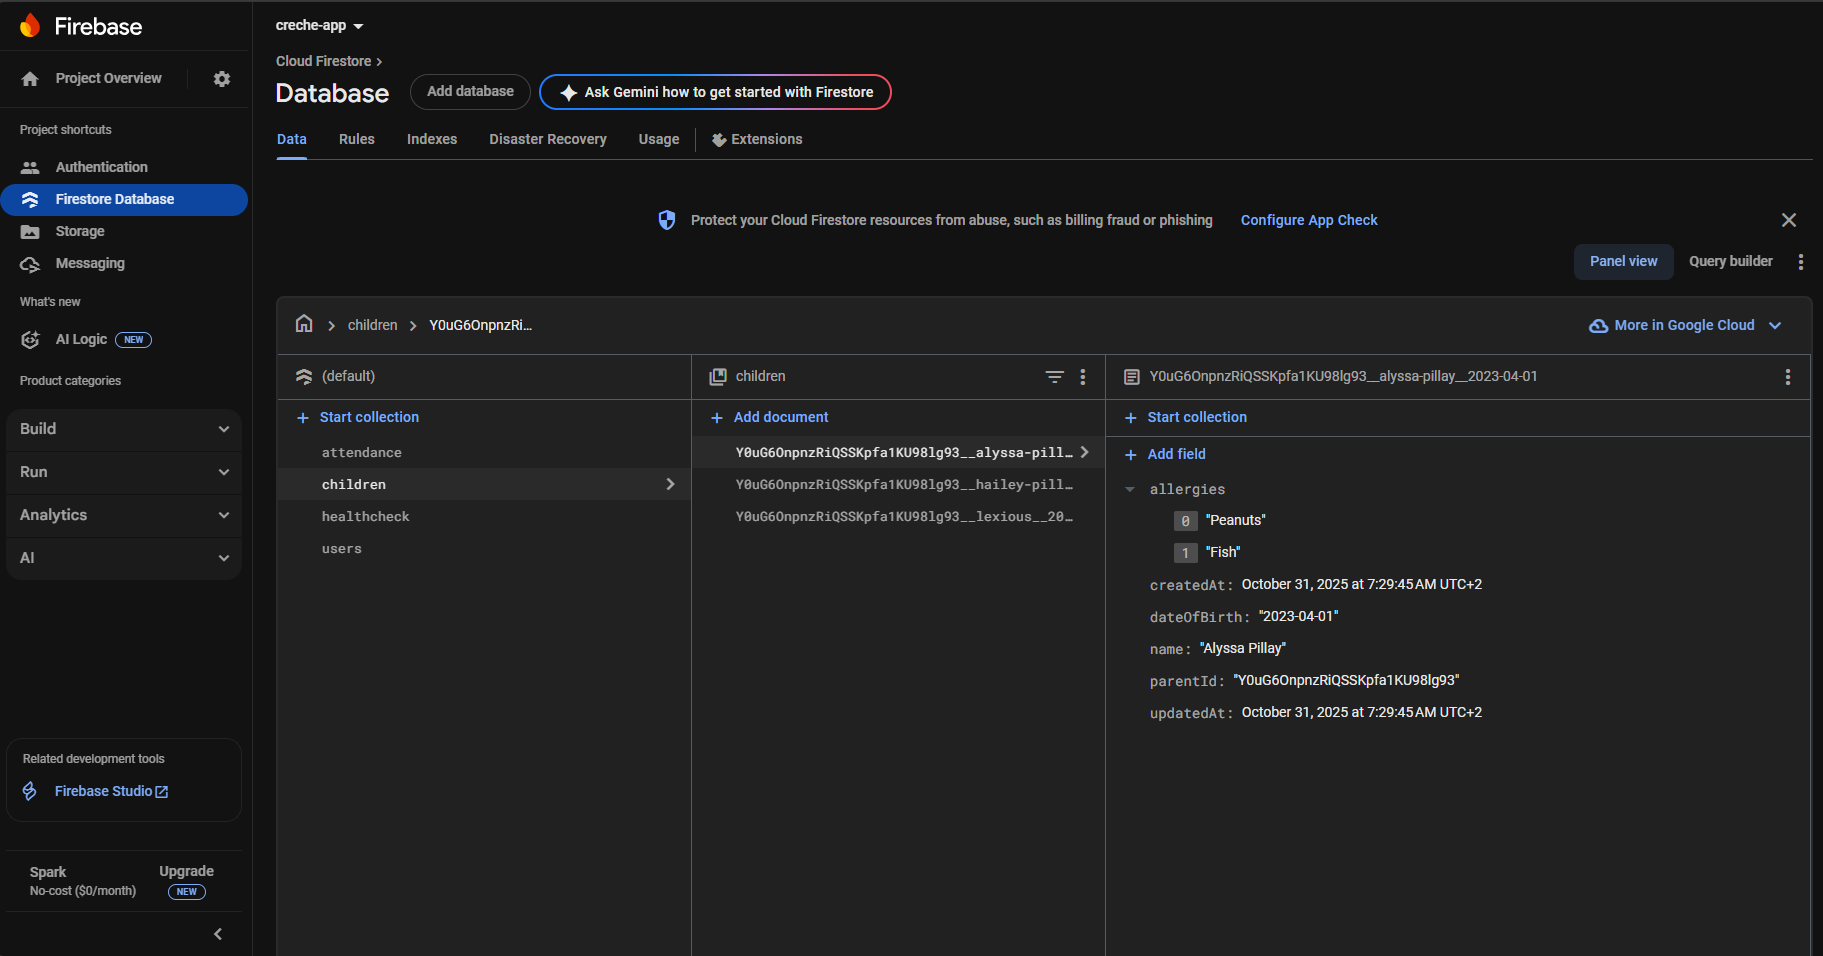 Firebase
Project Overview
Project shortcuts
Authentication
Firestore Database
Storage
Messaging
What's new
AI Logic NEW
Product categories
Build
Run
Analytics
AI
Related development tools
Firebase Studio
Spark
No-cost ($0/month)
Upgrade
NEW
creche-app
Cloud Firestore
Database
Add database
Ask Gemini how to get started with Firestore
Data Rules Indexes Disaster Recovery Usage Extensions
Protect your Cloud Firestore resources from abuse, such as billing fraud or phishing Configure App Check
Panel view Query builder
children Y0uG6OnpnzRi...
More in Google Cloud
(default)
Start collection
attendance
children
healthcheck
users
children
Add document
Y0uG6OnpnzRiQSSKpfa1KU98lg93__alyssa-pill...
Y0uG6OnpnzRiQSSKpfa1KU98lg93__hailey-pill...
Y0uG6OnpnzRiQSSKpfa1KU98lg93__lexious__20...
Y0uG6OnpnzRiQSSKpfa1KU98lg93__alyssa-pillay__2023-04-01
Start collection
Add field
allergies
0 "Peanuts"
1 "Fish"
createdAt: October 31, 2025 at 7:29:45 AM UTC+2
dateOfBirth: "2023-04-01"
name: "Alyssa Pillay"
parentId: "Y0uG6OnpnzRiQSSKpfa1KU98lg93"
updatedAt: October 31, 2025 at 7:29:45 AM UTC+2